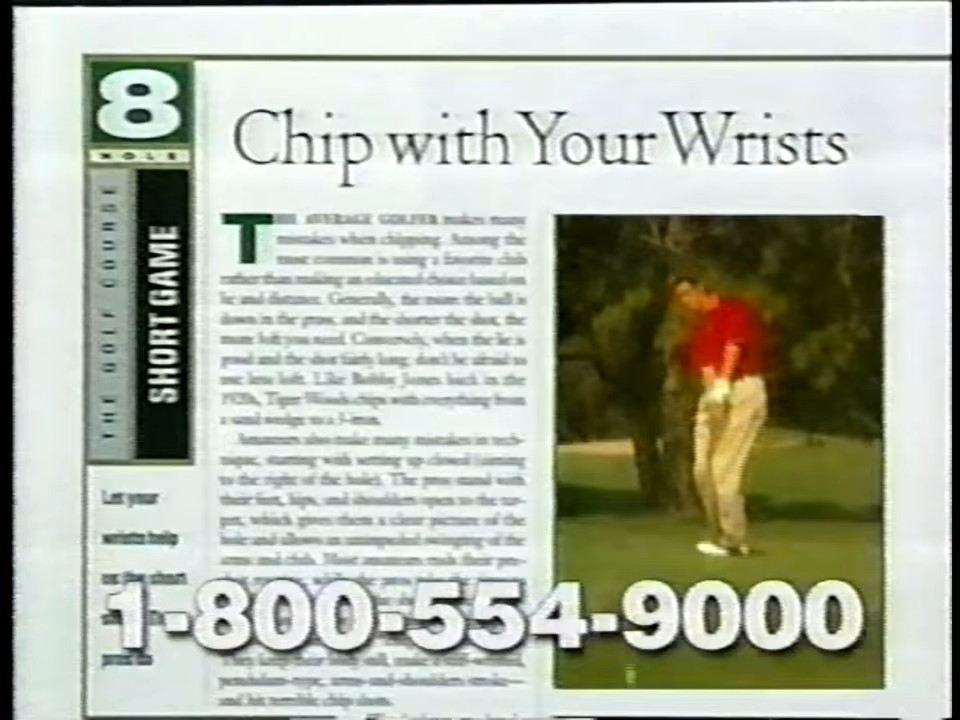 8
HOLE
THE GOLF COURSE
SHORT GAME
Chip with Your Wrists
THE AVERAGE GOLFER makes many
mistakes when chipping. Among the
most common is using a favorite club
rather than making an educated choice based on
lie and distance. Generally, the more the ball is
down in the grass, and the shorter the shot, the
more loft you need. Conversely, when the lie is
good and the shot fairly long, don't be afraid to
use less loft. Like Bobby Jones back in the
1920s, Tiger Woods chips with everything from
a sand wedge to a 3-iron.
Amateurs also make many mistakes in tech-
nique, starting with setting up closed (aiming
to the right of the hole). The pros stand with
their feet, hips, and shoulders open to the tar-
get, which gives them a clear picture of the
hole and allows an unimpeded swinging of the
arms and club. Most amateurs rush their pre-
They keep their body still, make a
pendulum-type, arms-and-shoulders stroke—
and hit terrible chip shots.
Let your
wrists help
on the short
1-800-554-9000